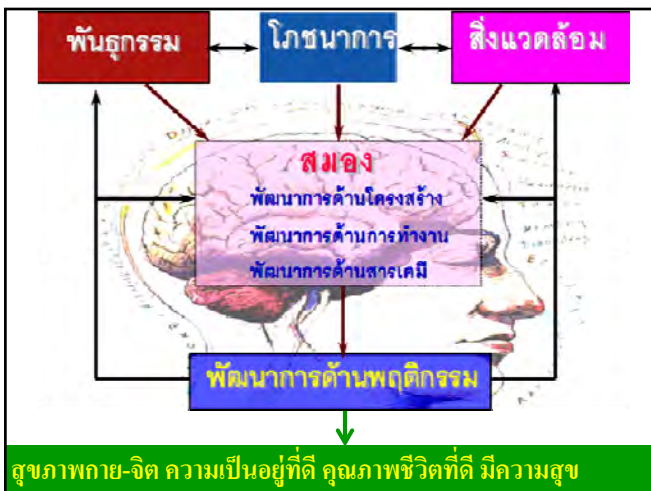 พันธุกรรม
โภชนาการ
สิ่งแวดล้อม
สมอง
พัฒนาการด้านโครงสร้าง
พัฒนาการด้านการทำงาน
พัฒนาการด้านสารเคมี
พัฒนาการด้านพฤติกรรม
สุขภาพกาย-จิต ความเป็นอยู่ที่ดี คุณภาพชีวิตที่ดี มีความสุข